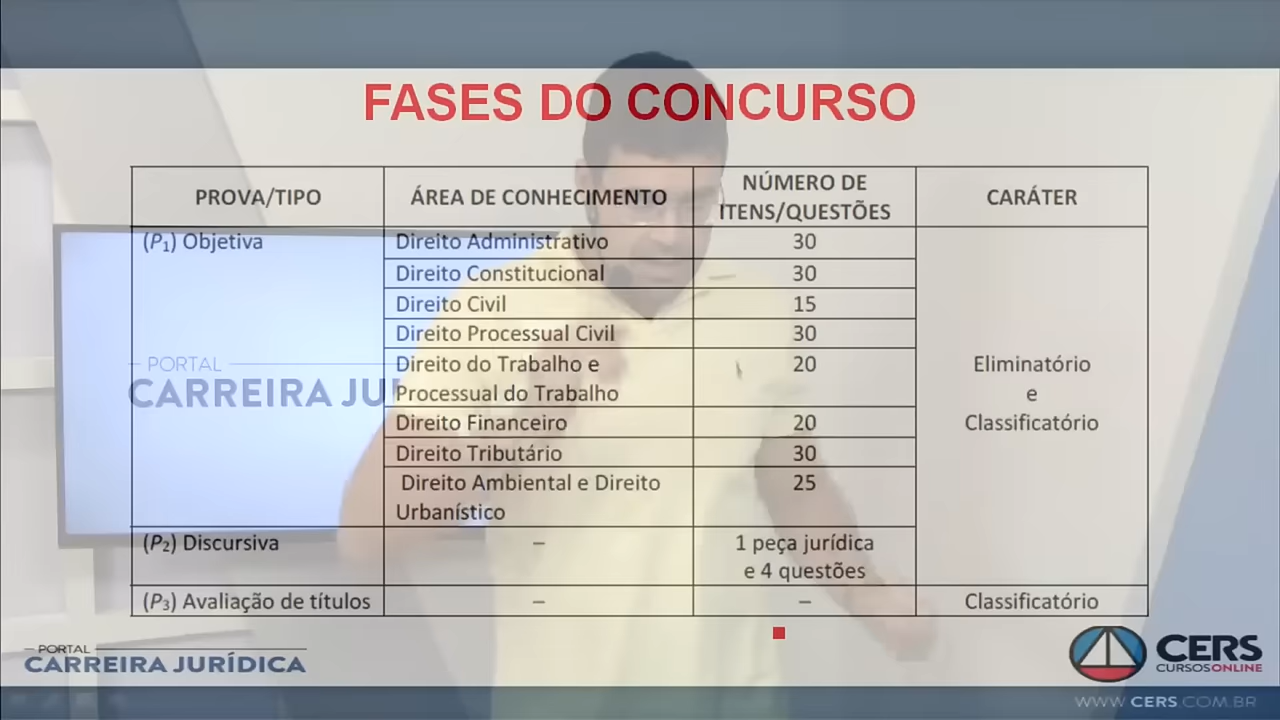 FASES DO CONCURSO
PROVA/TIPO ÁREA DE CONHECIMENTO NÚMERO DE ITENS/QUESTÕES CARÁTER
(P1) Objetiva Direito Administrativo 30
Direito Constitucional 30
Direito Civil 15
Direito Processual Civil 30
Direito do Trabalho e 20 Eliminatório
Processual do Trabalho e
Direito Financeiro 20 Classificatório
Direito Tributário 30
Direito Ambiental e Direito 25
Urbanístico
(P2) Discursiva – 1 peça jurídica
e 4 questões
(P3) Avaliação de títulos – – Classificatório
PORTAL
CARREIRA JU
PORTAL
CARREIRA JURÍDICA
CERS
CURSOSONLINE
WWW.CERS.COM.BR